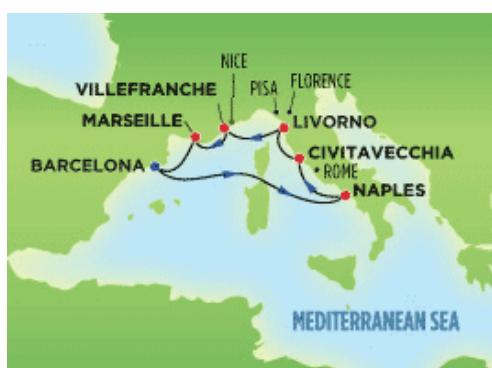 NICE
PISA
FLORENCE
VILLEFRANCHE
MARSEILLE
LIVORNO
CIVITAVECCHIA
BARCELONA
ROME
NAPLES
MEDITERRANEAN SEA